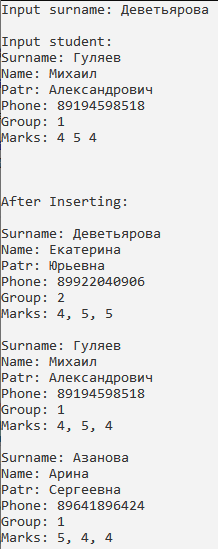 Input surname: Деветьярова
Input student:
Surname: Гуляев
Name: Михаил
Patr: Александрович
Phone: 89194598518
Group: 1
Marks: 4 5 4
After Inserting:
Surname: Деветьярова
Name: Екатерина
Patr: Юрьевна
Phone: 89922040906
Group: 2
Marks: 4, 5, 5
Surname: Гуляев
Name: Михаил
Patr: Александрович
Phone: 89194598518
Group: 1
Marks: 4, 5, 4
Surname: Азанова
Name: Арина
Patr: Сергеевна
Phone: 89641896424
Group: 1
Marks: 5, 4, 4